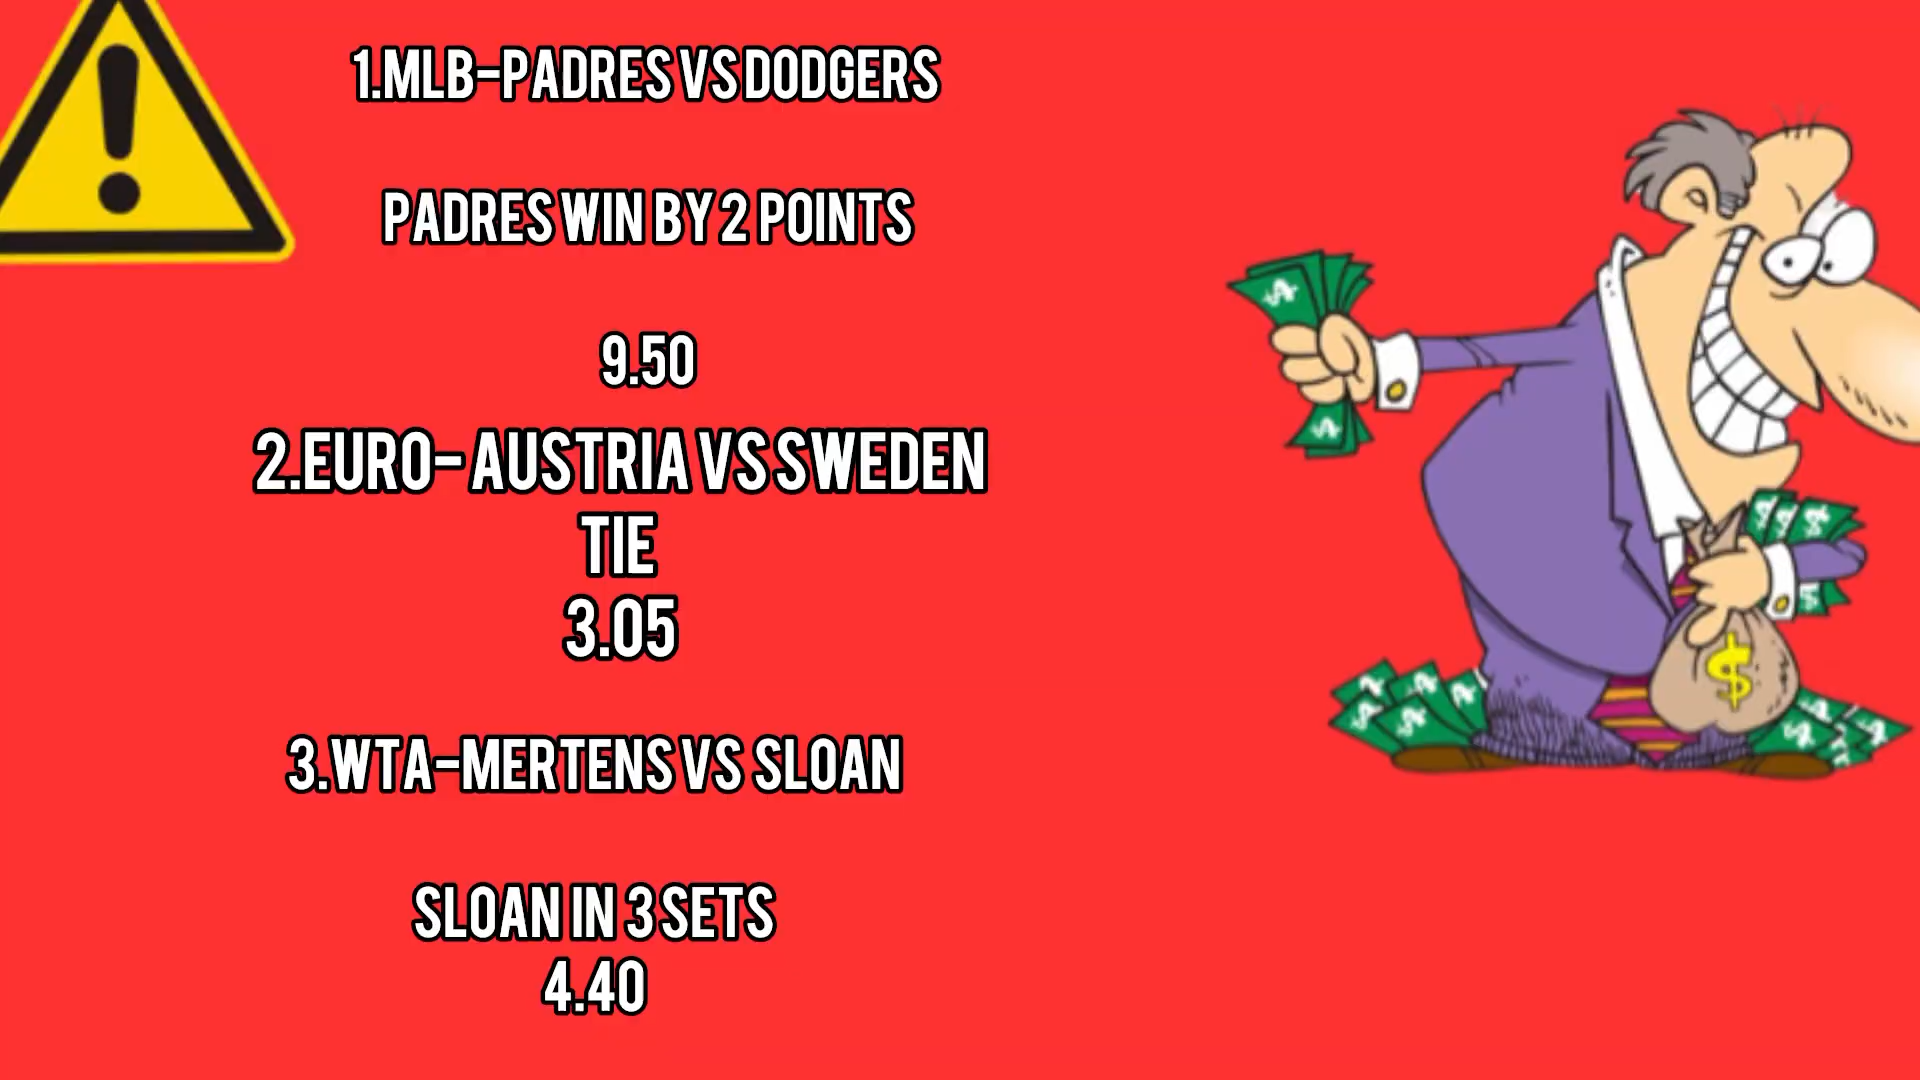 1.MLB-PADRES VS DODGERS
PADRES WIN BY 2 POINTS
9.50
2.EURO- AUSTRIA VS SWEDEN
TIE
3.05
3.WTA-MERTENS VS SLOAN
SLOAN IN 3 SETS
4.40